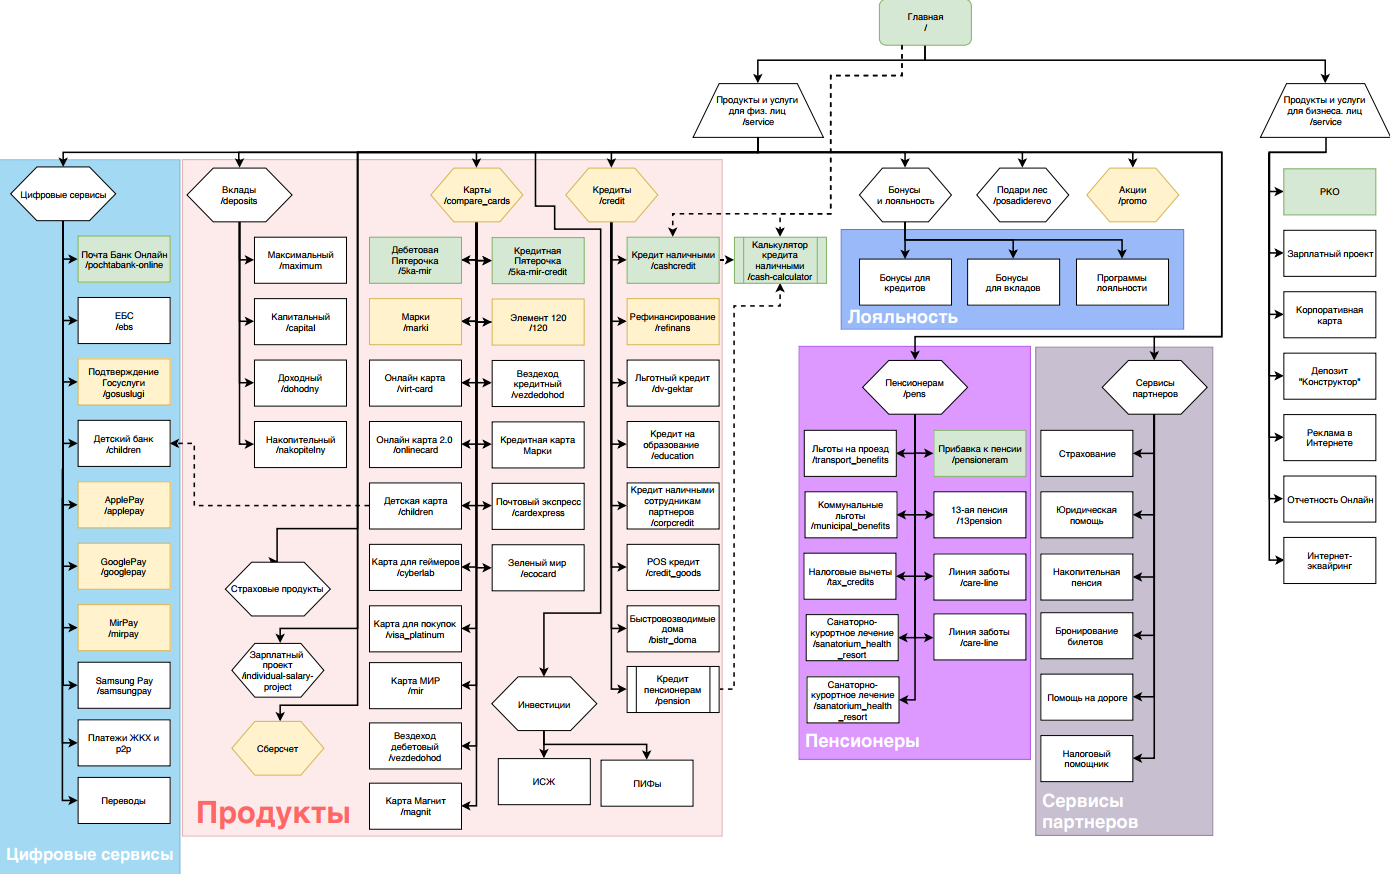 Главная
/
Продукты и услуги
для физ. лиц
/service
Продукты и услуги
для бизнеса. лиц
/service
Цифровые сервисы
Почта Банк Онлайн
/pochtabank-online
ЕБС
/ebs
Подтверждение
Госуслуги
/gosuslugi
Детский банк
/children
ApplePay
/applepay
GooglePay
/googlepay
MirPay
/mirpay
Samsung Pay
/samsungpay
Платежи ЖКХ и
p2p
Переводы
Цифровые сервисы
Вклады
/deposits
Максимальный
/maximum
Капитальный
/capital
Доходный
/dohodny
Накопительный
/nakopitelny
Страховые продукты
Зарплатный
проект
/individual-salary-
project
Сберсчет
Продукты
Карты
/compare_cards
Дебетовая
Пятерочка
/5ka-mir
Марки
/marki
Онлайн карта
/virt-card
Онлайн карта 2.0
/onlinecard
Детская карта
/children
Карта для геймеров
/cyberlab
Карта для покупок
/visa_platinum
Карта МИР
/mir
Вездеход
дебетовый
/vezdedohod
Карта Магнит
/magnit
Кредитная
Пятерочка
/5ka-mir-credit
Элемент 120
/120
Вездеход
кредитный
/vezdedohod
Кредитная карта
Марки
Почтовый экспресс
/cardexpress
Зеленый мир
/ecocard
Инвестиции
ИСЖ
ПИФы
Кредиты
/credit
Кредит наличными
/cashcredit
Рефинансирование
/refinans
Льготный кредит
/dv-gektar
Кредит на
образование
/education
Кредит наличными
сотрудникам
партнеров
/corpcredit
POS кредит
/credit_goods
Быстровозводимые
дома
/bistr_doma
Кредит
пенсионерам
/pension
Калькулятор
кредита
наличными
/cash-calculator
Бонусы
и лояльность
Подари лес
/posadiderevo
Акции
/promo
Бонусы для
кредитов
Бонусы
для вкладов
Программы
лояльности
Лояльность
Пенсионерам
/pens
Льготы на проезд
/transport_benefits
Коммунальные
льготы
/municipal_benefits
Налоговые вычеты
/tax_credits
Санаторно-
курортное лечение
/sanatorium_health
_resort
Санаторно-
курортное лечение
/sanatorium_health
_resort
Прибавка к пенсии
/pensioneram
13-ая пенсия
/13pension
Линия заботы
/care-line
Линия заботы
/care-line
Пенсионеры
Сервисы
партнеров
Страхование
Юридическая
помощь
Накопительная
пенсия
Бронирование
билетов
Помощь на дороге
Налоговый
помощник
Сервисы
партнеров
РКО
Зарплатный проект
Корпоративная
карта
Депозит
"Конструктор"
Реклама в
Интернете
Отчетность Онлайн
Интернет-
эквайринг